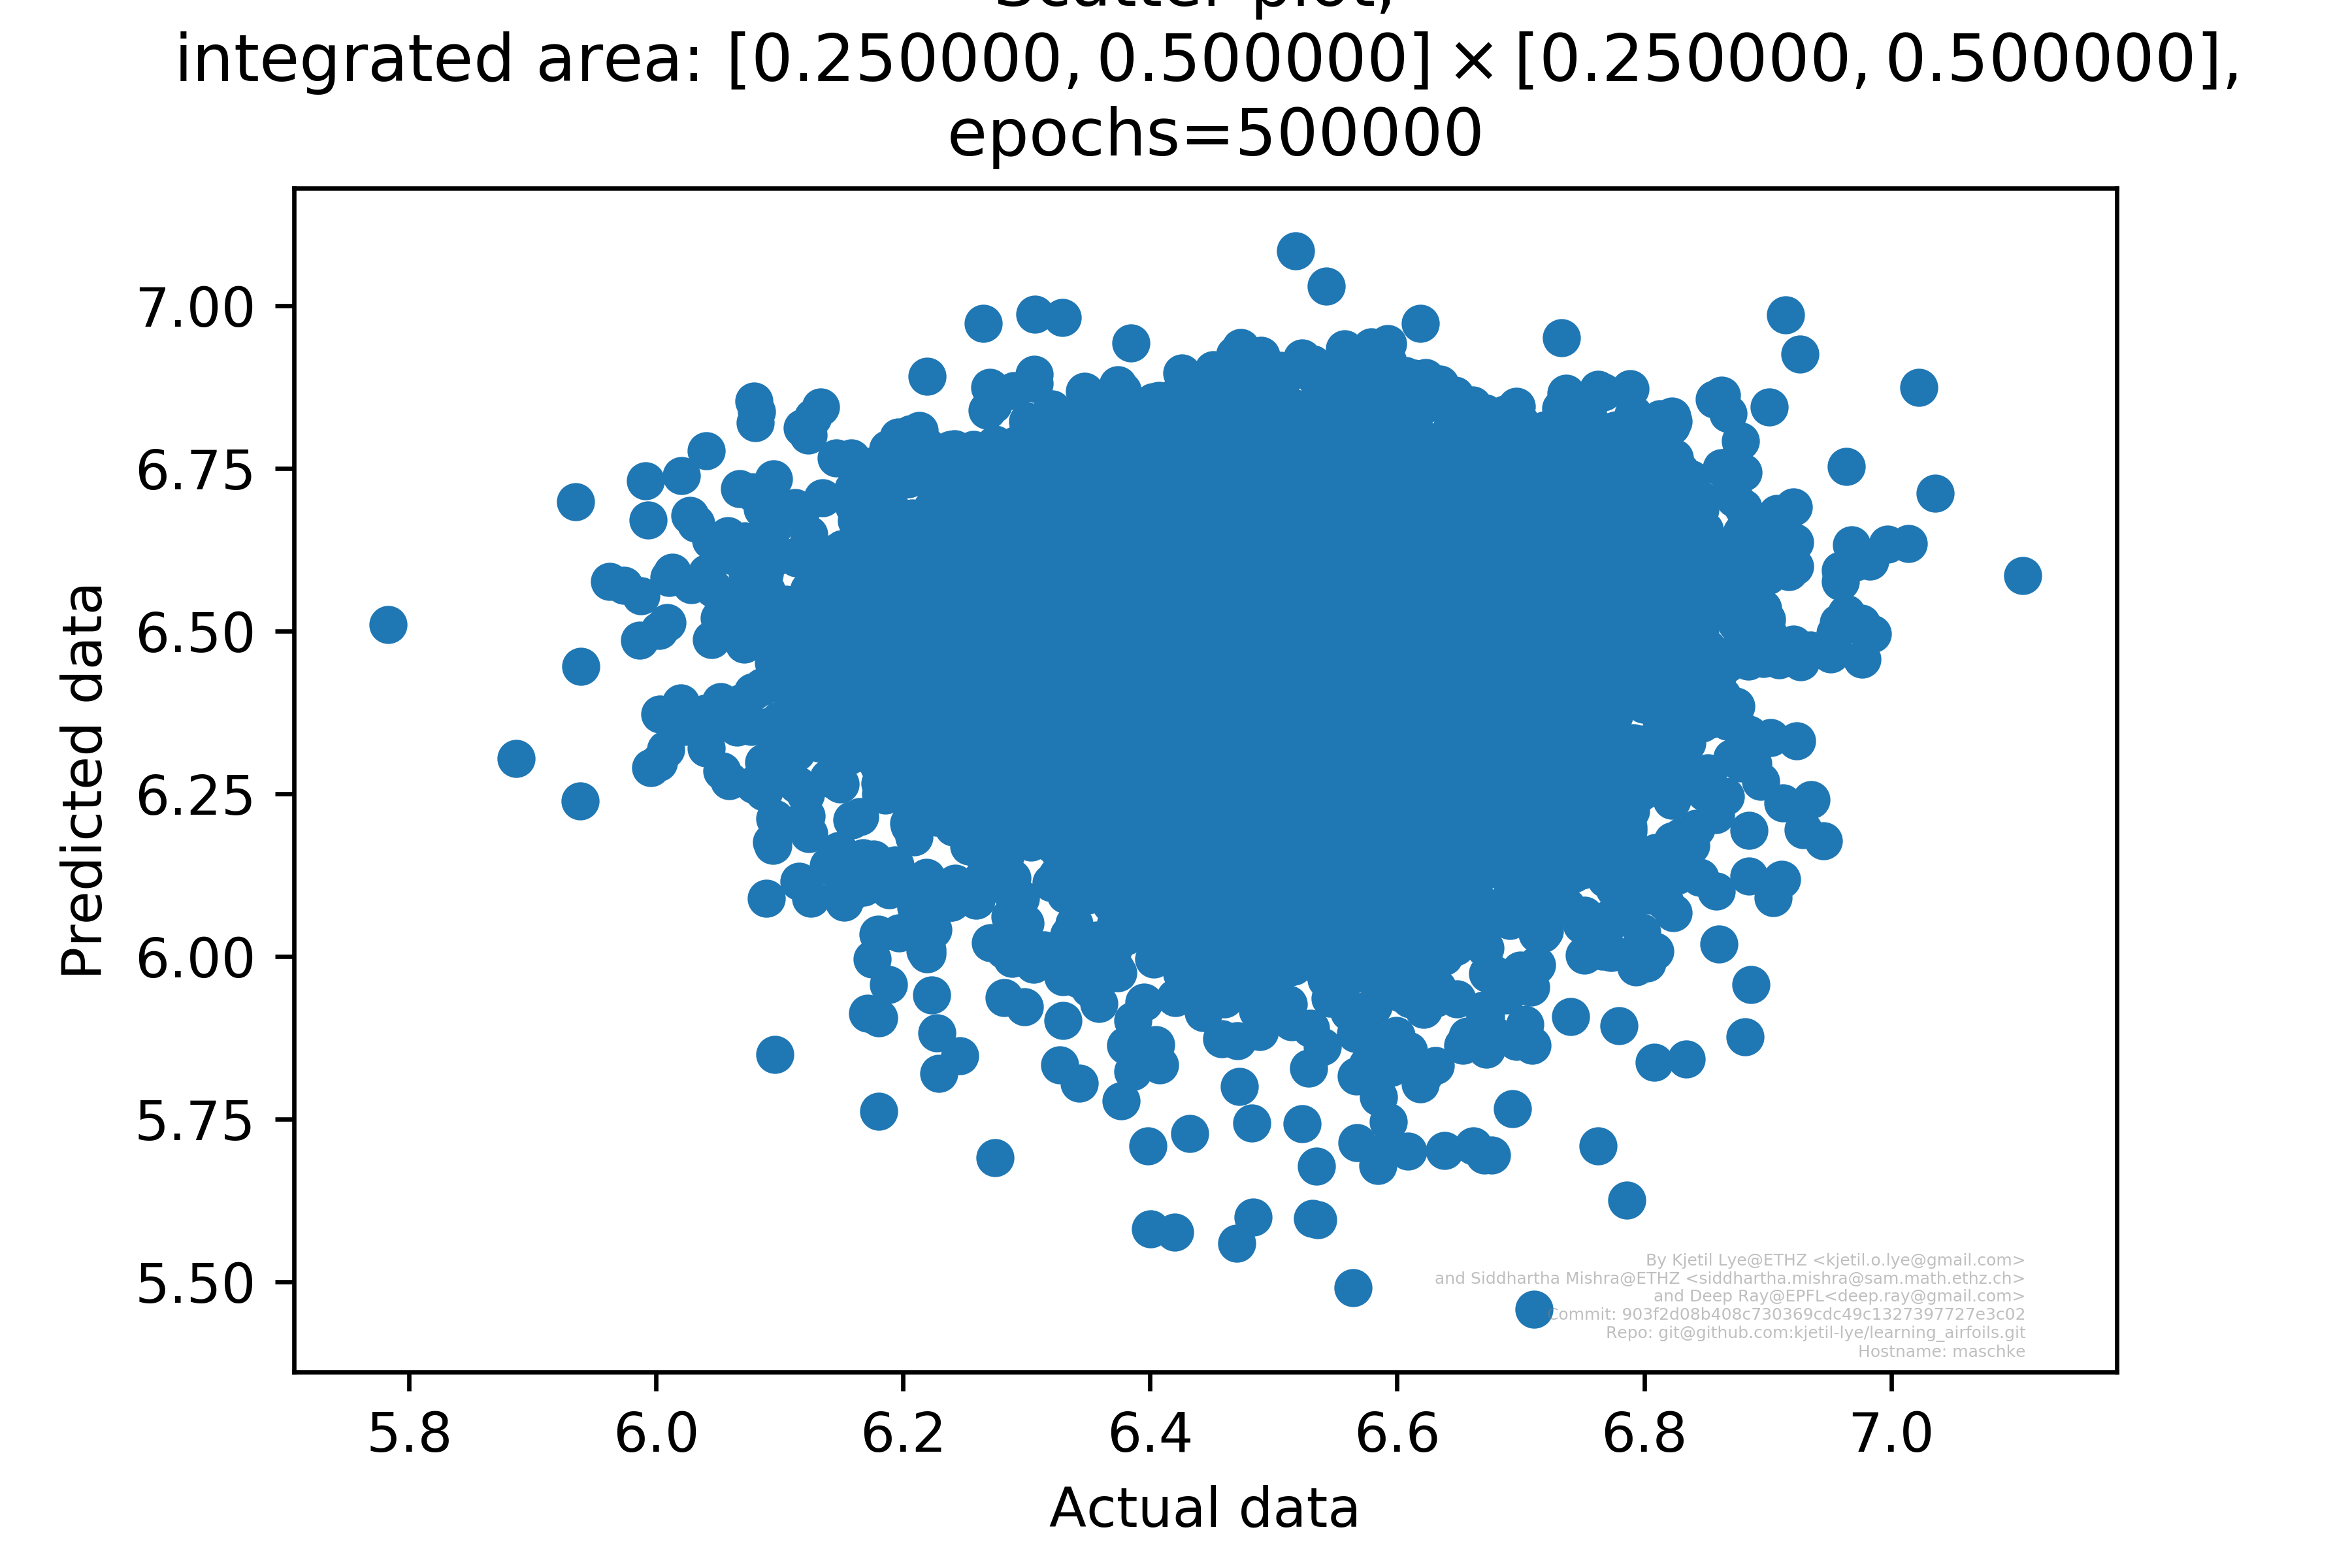 Scatter plot,
integrated area: [0.250000, 0.500000] × [0.250000, 0.500000],
epochs=500000
7.00
6.75
6.50
6.25
6.00
5.75
5.50
Predicted data
5.8 6.0 6.2 6.4 6.6 6.8 7.0
Actual data
By Kjetil Lye@ETHZ <kjetil.o.lye@gmail.com>
and Siddhartha Mishra@ETHZ <siddhartha.mishra@sam.math.ethz.ch>
and Deep Ray@EPFL<deep.ray@gmail.com>
Commit: 903f2d08b408c730369cdc49c1327397727e3c02
Repo: git@github.com:kjetil-lye/learning_airfoils.git
Hostname: maschke